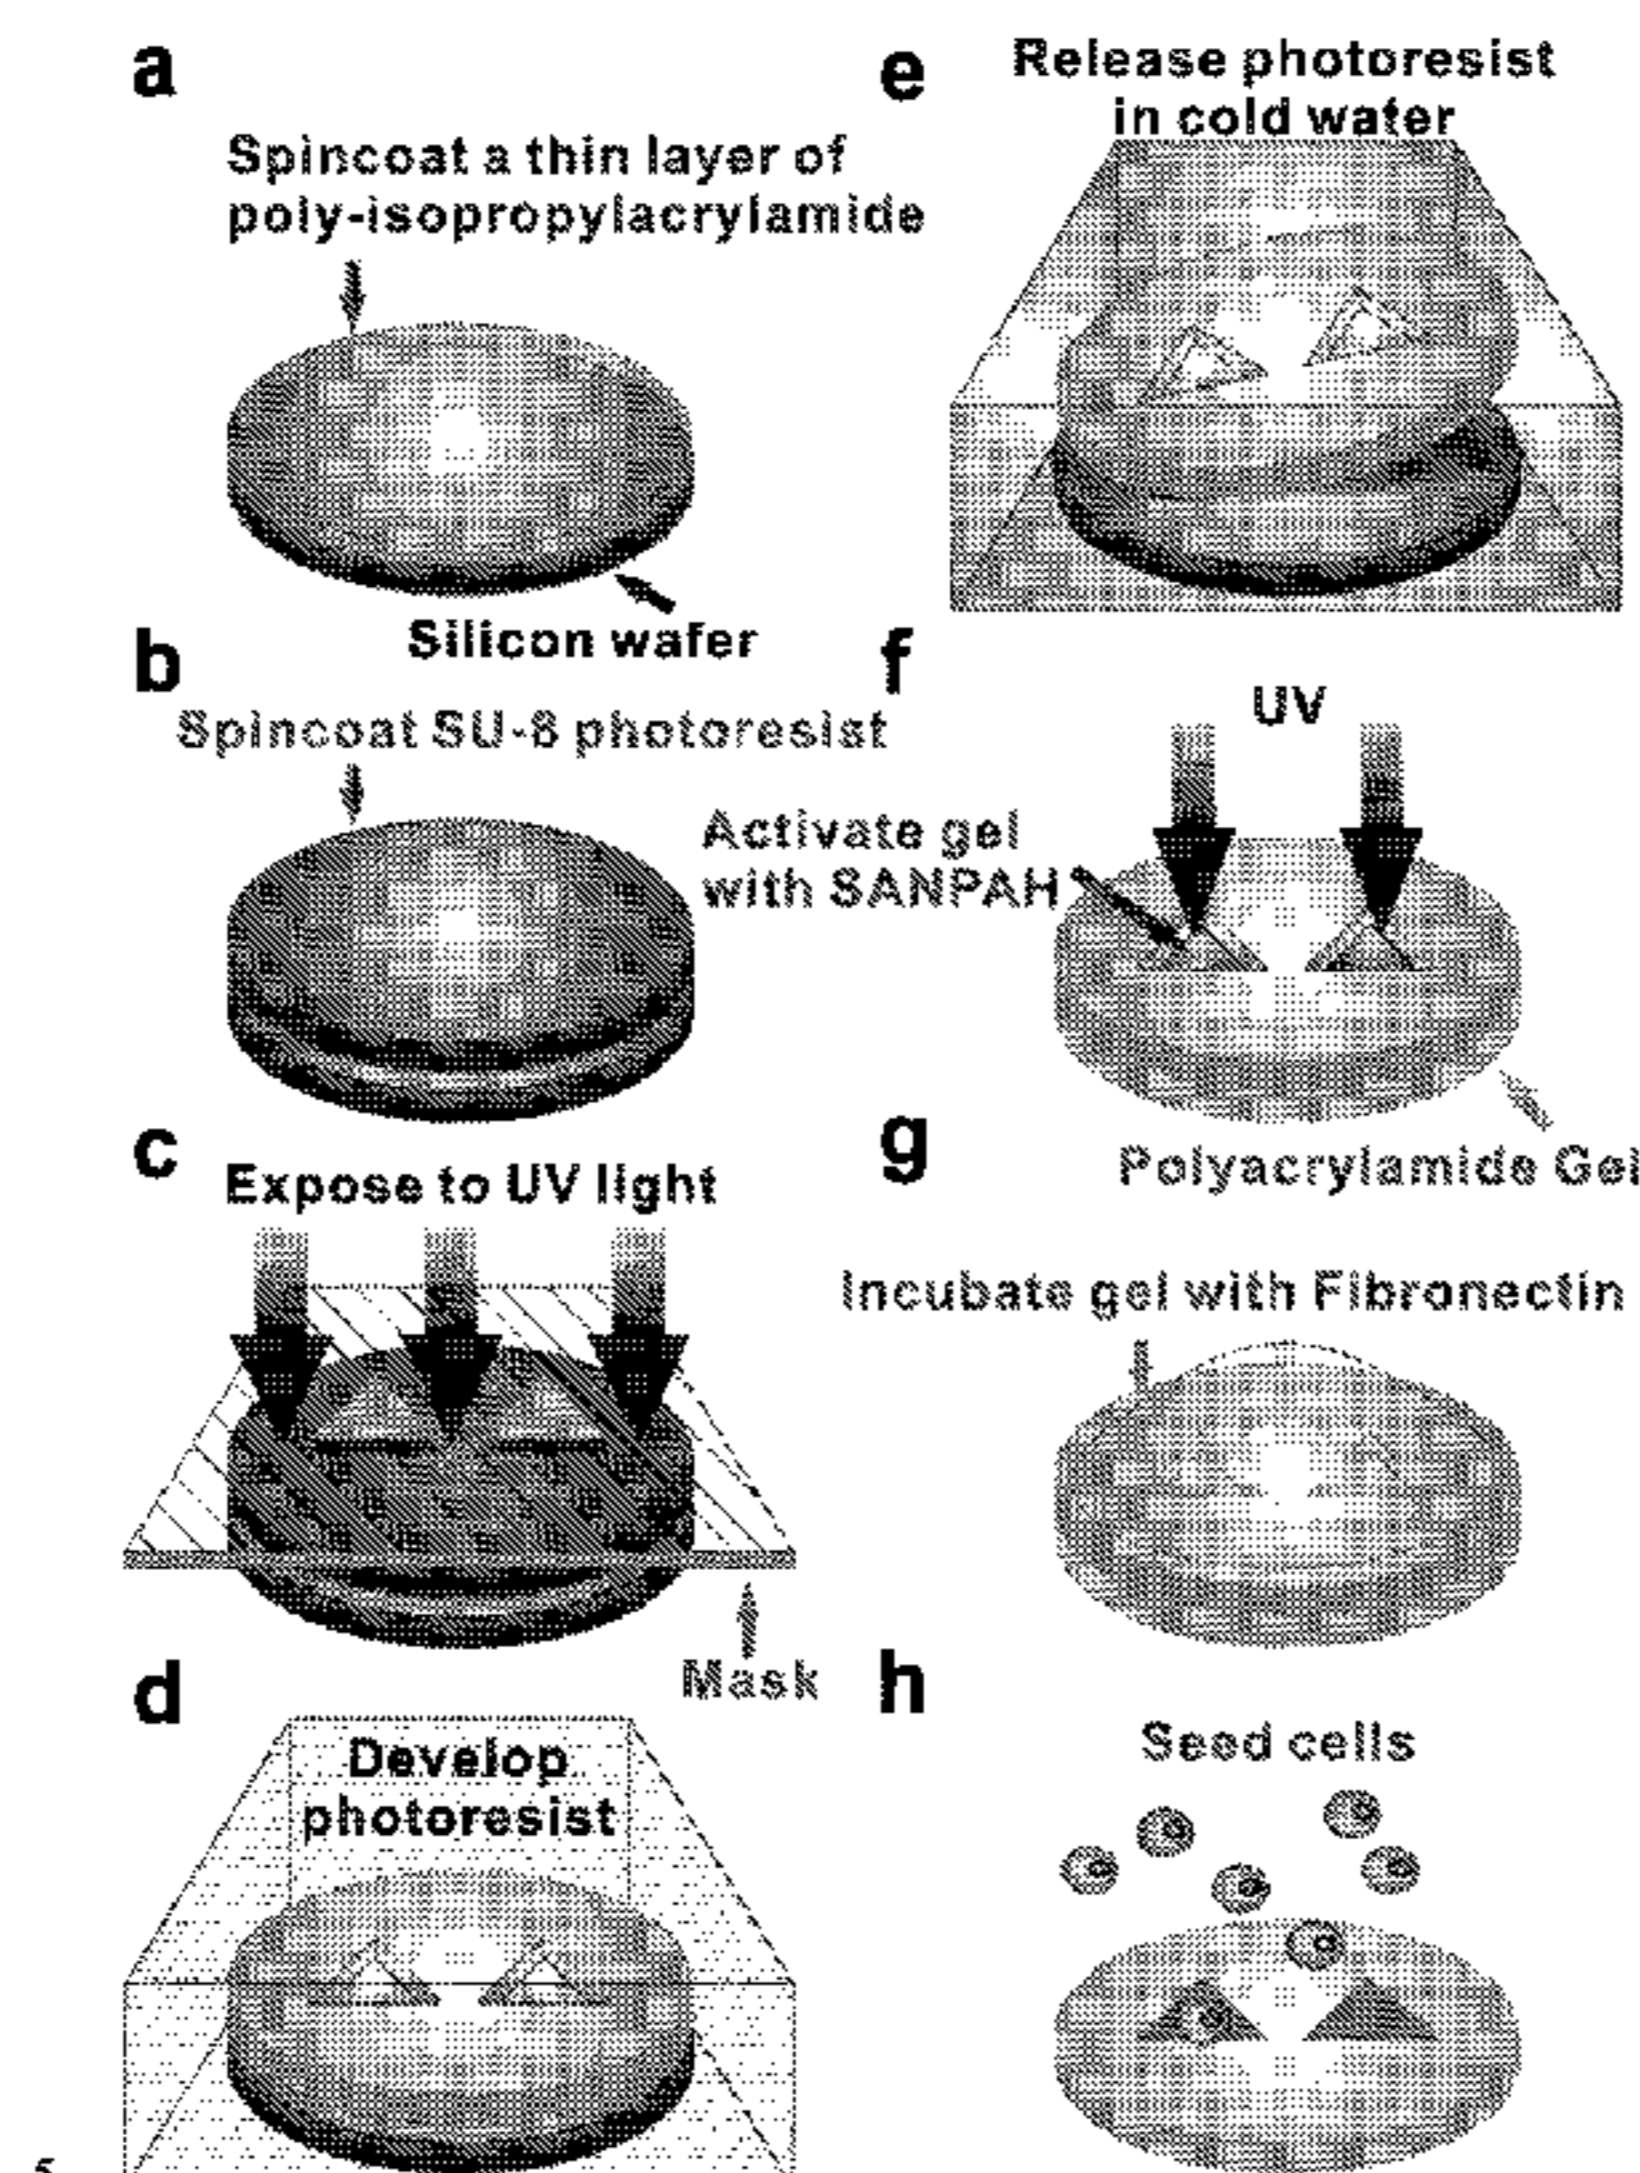 a
Spincoat a thin layer of
poly-isopropylacrylamide
Silicon wafer
b
Spincoat SU-8 photoresist
c
Expose to UV light
Mask
d
Develop
photoresist
e
Release photoresist
in cold water
f
UV
Activate gel
with SANPAH
Polyacrylamide Gel
g
Incubate gel with Fibronectin
h
Seed cells
5